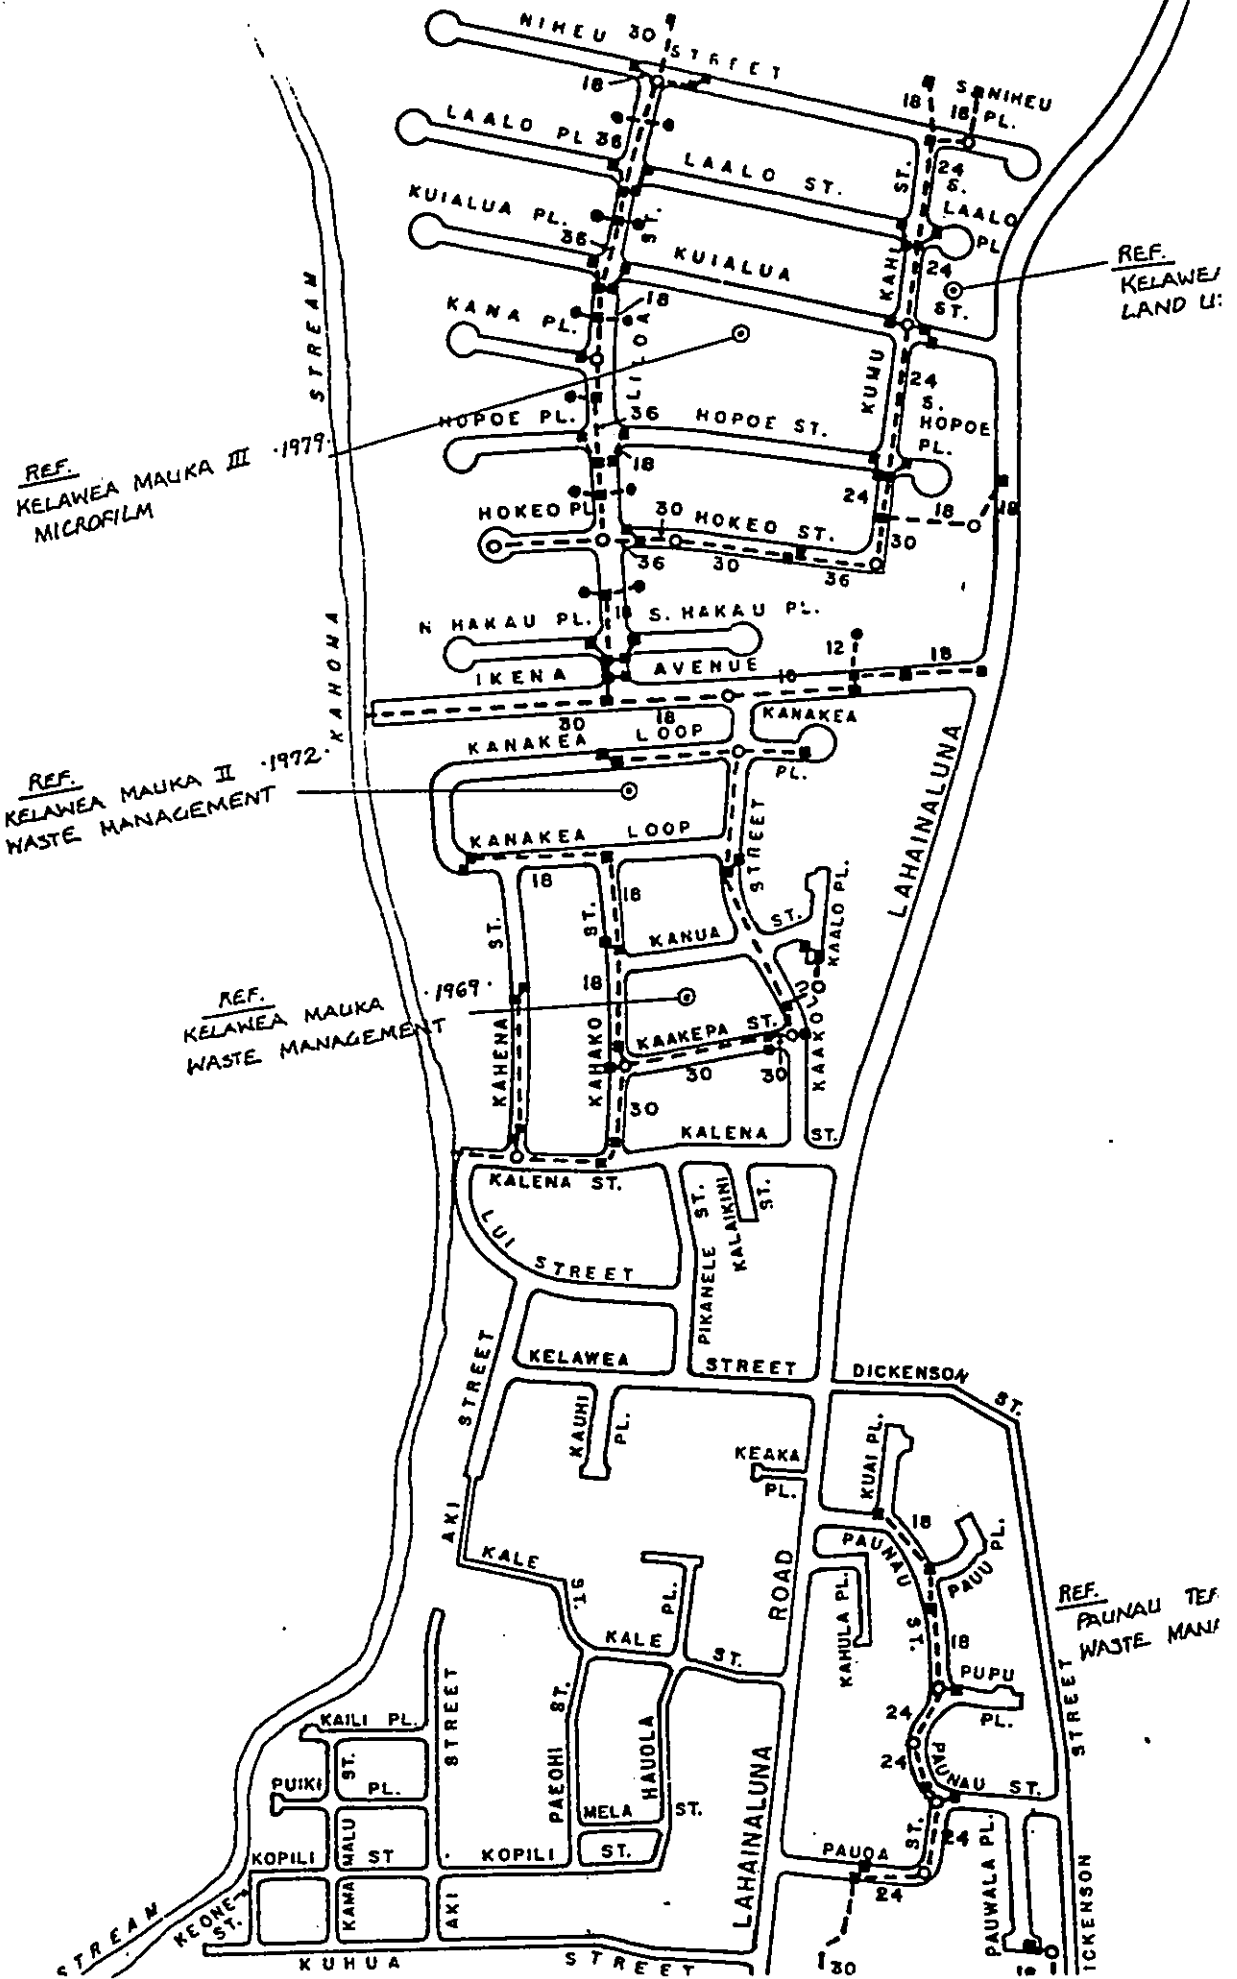 NIHEU 30 STREET
18
LAALO PL 36
18
S. NIHEU
18 PL.
LAALO ST.
ST.
24
S.
LAALO
PL
KUIALUA PL.
36
ST.
KUIALUA
KAHI
24
ST.
REF.
LAND
KANA PL.
18
LILOA
KUMU
24
S.
HOPOE
PL.
HOPOE PL.
36
HOPOE ST.
18
24
18
18
REF.
KELAWEA MAUKA III ·1979·
MICROFILM
HOKEO PL
30
HOKEO ST.
30
36
30
36
STREAM
KAHOMA
N HAKAU PL.
18
S. HAKAU PL.
12
18
IKENA AVENUE
18
30
18
KANAKEA
PL.
KANAKEA LOOP
LAHAINALUNA
REF.
KELAWEA MAUKA II ·1972·
WASTE MANAGEMENT
KANAKEA LOOP
STREET
18
18
ST.
ST.
KANUA ST.
KAALO PL.
REF.
KELAWEA MAUKA ·1969·
WASTE MANAGEMENT
18
KAAKEPA ST.
KAHENA
KAHAKO
30
30
KAAKO
30
KALENA ST.
KALENA ST.
LUI STREET
PIKANELE ST.
KALAIKINI ST.
STREET
KELAWEA STREET
DICKENSON ST.
KAUHI PL.
KEAKA
PL.
KUAI PL.
18
AKI
KALE ST.
PL.
ROAD
PAUNAU ST.
PAUU PL.
KAHULA PL.
REF.
PAUNAU
WASTE
KALE ST.
18
PUPU
PL.
STREET
KAILI PL.
STREET
PAEOHI ST.
HAUOLA
24
24
PAUNAU ST.
PUIKI PL.
ST.
MELA ST.
LAHAINALUNA
KOPILI ST
MALU
KOPILI ST.
PAUOA ST.
24
24
PAUWALA PL.
STREAM
KEONE
ST.
KAMA
AKI
KUHUA STREET
30
18
ICKENSON